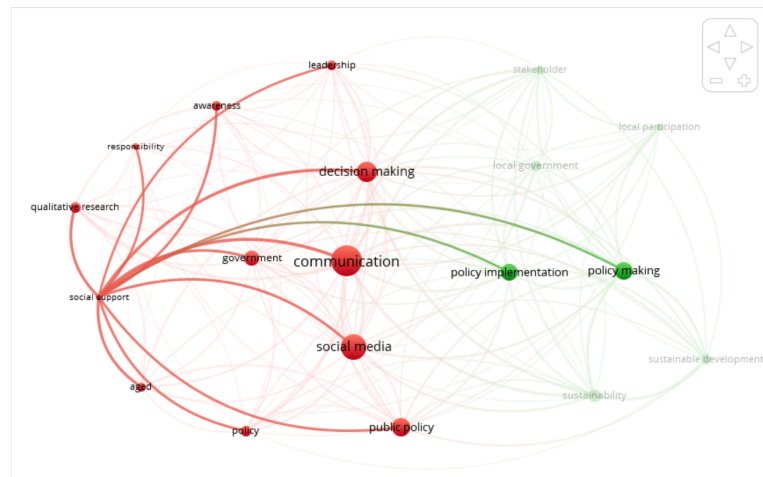 leadership
stakeholder
awareness
local participation
responsibility
local government
decision making
qualitative research
government
communication
policy implementation
policy making
social support
social media
sustainable development
aged
sustainability
policy
public policy